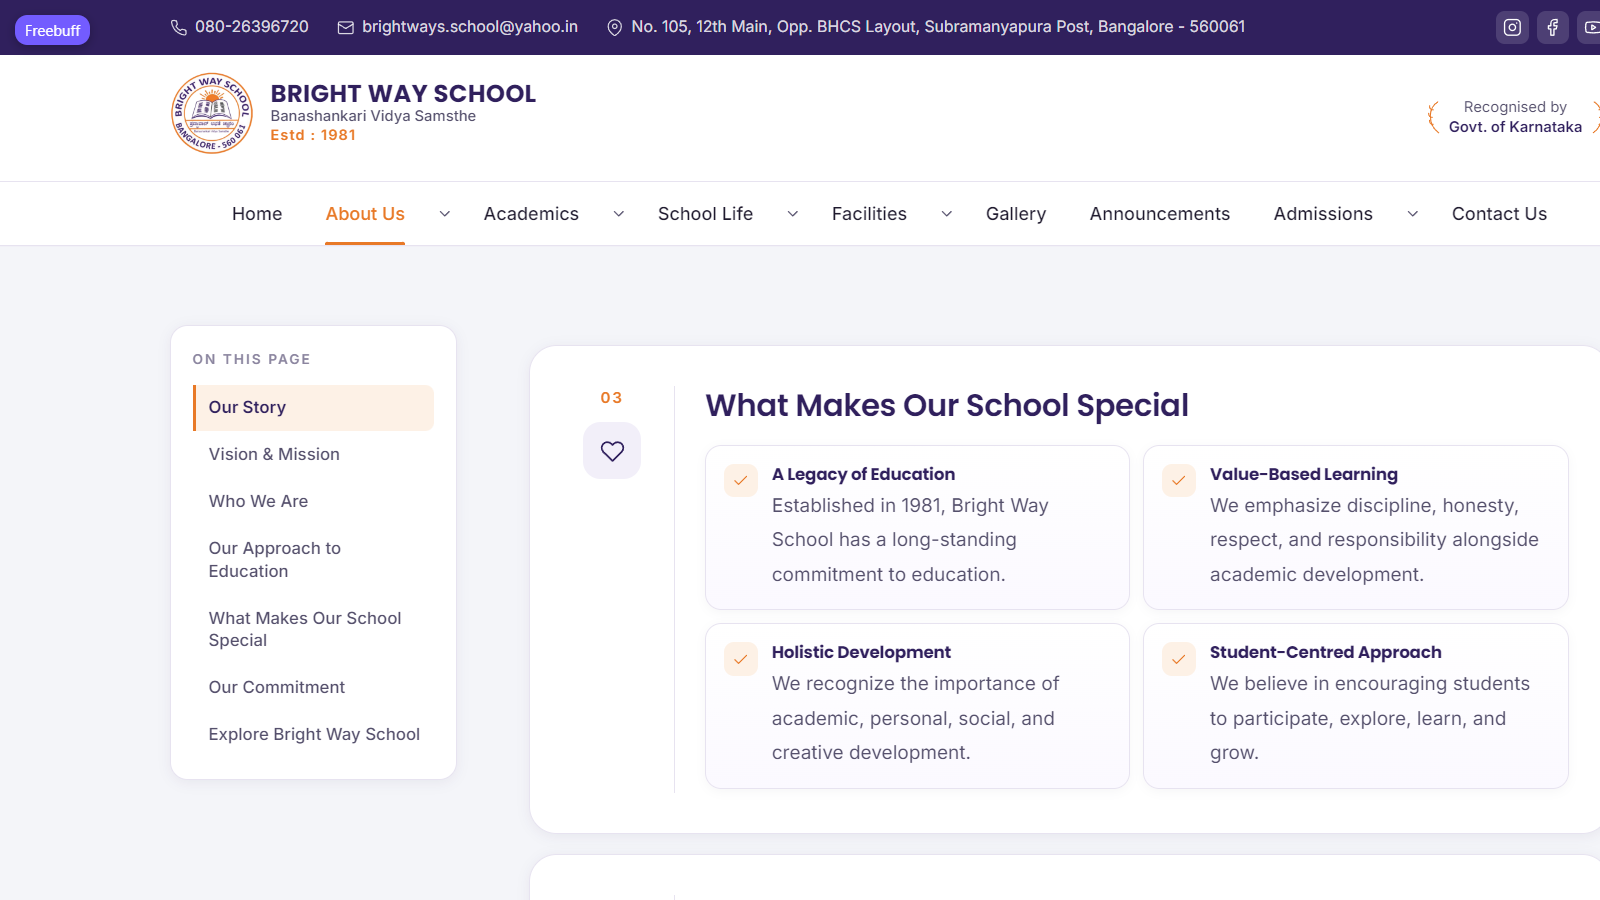 Freebuff
080-26396720
brightways.school@yahoo.in
No. 105, 12th Main, Opp. BHCS Layout, Subramanyapura Post, Bangalore - 560061
BRIGHT WAY SCHOOL
BANGALORE - 560 061
BRIGHT WAY SCHOOL
Banashankari Vidya Samsthe
Estd : 1981
Recognised by
Govt. of Karnataka
Home
About Us
Academics
School Life
Facilities
Gallery
Announcements
Admissions
Contact Us
ON THIS PAGE
Our Story
Vision & Mission
Who We Are
Our Approach to
Education
What Makes Our School
Special
Our Commitment
Explore Bright Way School
03
What Makes Our School Special
A Legacy of Education
Established in 1981, Bright Way
School has a long-standing
commitment to education.
Value-Based Learning
We emphasize discipline, honesty,
respect, and responsibility alongside
academic development.
Holistic Development
We recognize the importance of
academic, personal, social, and
creative development.
Student-Centred Approach
We believe in encouraging students
to participate, explore, learn, and
grow.